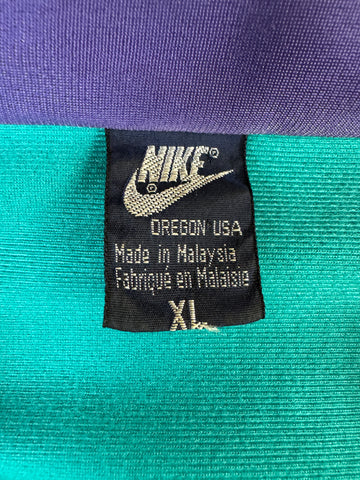 NIKE®
®
OREGON USA
Made in Malaysia
Fabriqué en Malaisie
XL